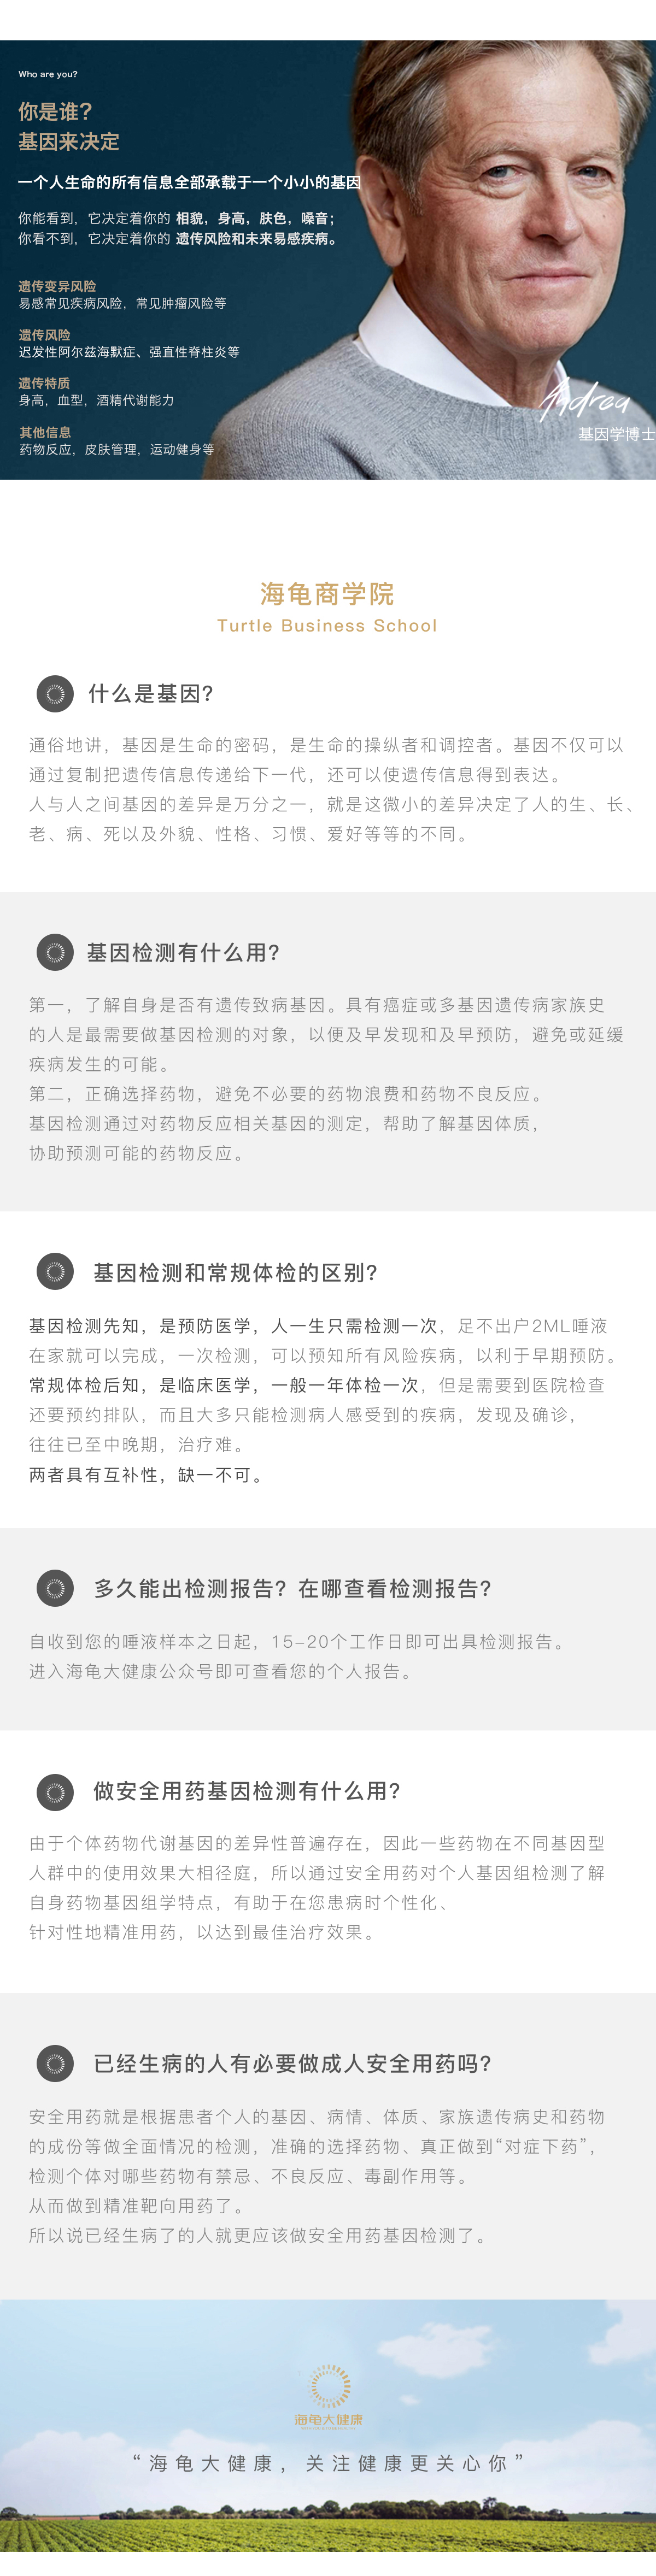 Who are you?
你是谁?
基因来决定
一个人生命的所有信息全部承载于一个小小的基因
你能看到，它决定着你的 相貌，身高，肤色，嗓音；
你看不到，它决定着你的 遗传风险和未来易感疾病。
遗传变异风险
易感常见疾病风险，常见肿瘤风险等
遗传风险
迟发性阿尔兹海默症、强直性脊柱炎等
遗传特质
身高，血型，酒精代谢能力
其他信息
药物反应，皮肤管理，运动健身等
Andrea
基因学博士
海龟商学院
Turtle Business School
什么是基因?
通俗地讲，基因是生命的密码，是生命的操纵者和调控者。基因不仅可以
通过复制把遗传信息传递给下一代，还可以使遗传信息得到表达。
人与人之间基因的差异是万分之一，就是这微小的差异决定了人的生、长、
老、病、死以及外貌、性格、习惯、爱好等等的不同。
基因检测有什么用?
第一，了解自身是否有遗传致病基因。具有癌症或多基因遗传病家族史
的人是最需要做基因检测的对象，以便及早发现和及早预防，避免或延缓
疾病发生的可能。
第二，正确选择药物，避免不必要的药物浪费和药物不良反应。
基因检测通过对药物反应相关基因的测定，帮助了解基因体质，
协助预测可能的药物反应。
基因检测和常规体检的区别?
基因检测先知，是预防医学，人一生只需检测一次，足不出户2ML唾液
在家就可以完成，一次检测，可以预知所有风险疾病，以利于早期预防。
常规体检后知，是临床医学，一般一年体检一次，但是需要到医院检查
还要预约排队，而且大多只能检测病人感受到的疾病，发现及确诊，
往往已至中晚期，治疗难。
两者具有互补性，缺一不可。
多久能出检测报告? 在哪查看检测报告?
自收到您的唾液样本之日起，15-20个工作日即可出具检测报告。
进入海龟大健康公众号即可查看您的个人报告。
做安全用药基因检测有什么用?
由于个体药物代谢基因的差异性普遍存在，因此一些药物在不同基因型
人群中的使用效果大相径庭，所以通过安全用药对个人基因组检测了解
自身药物基因组学特点，有助于在您患病时个性化、
针对性地精准用药，以达到最佳治疗效果。
已经生病的人有必要做成人安全用药吗?
安全用药就是根据患者个人的基因、病情、体质、家族遗传病史和药物
的成份等做全面情况的检测，准确的选择药物、真正做到“对症下药”，
检测个体对哪些药物有禁忌、不良反应、毒副作用等。
从而做到精准靶向用药了。
所以说已经生病了的人就更应该做安全用药基因检测了。
海龟大健康
“海龟大健康，关注健康更关心你”